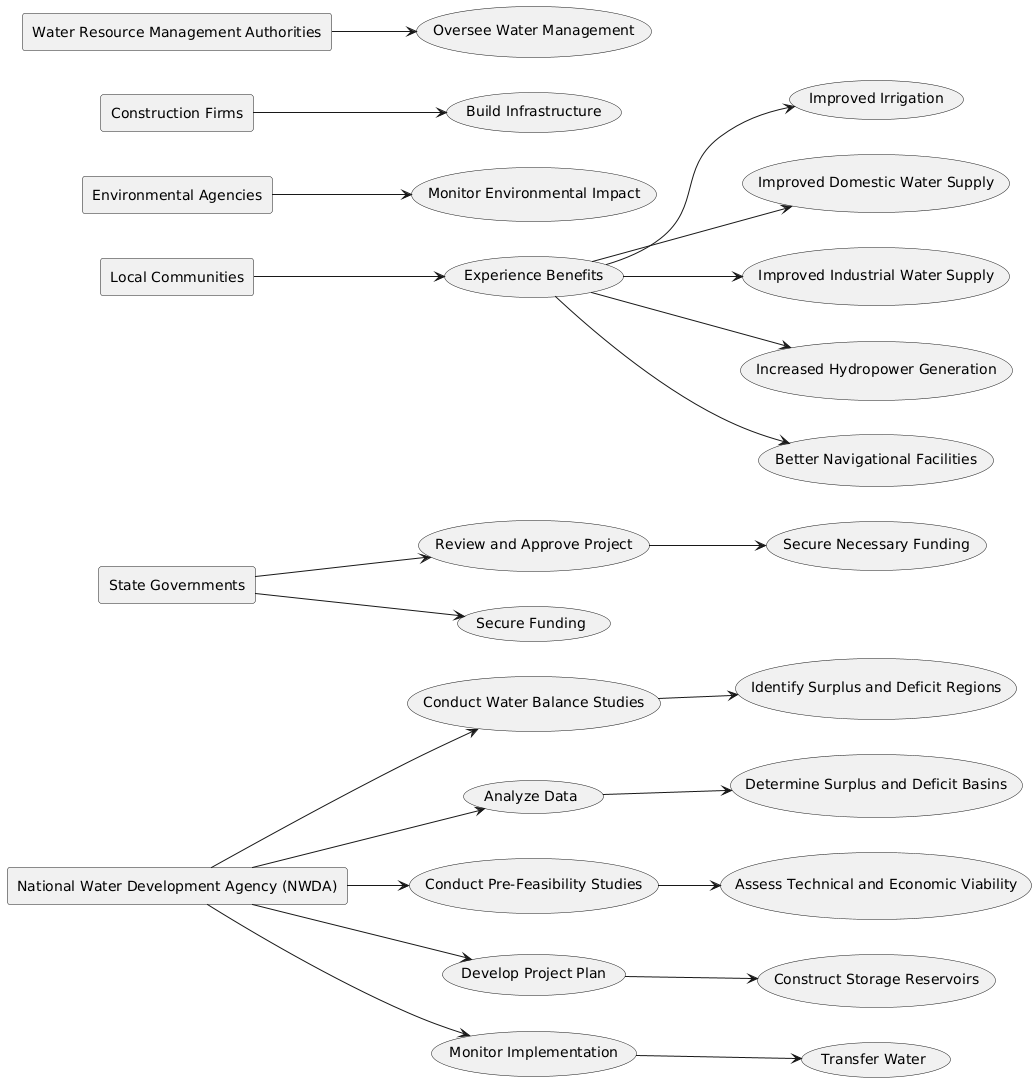 Water Resource Management Authorities
Oversee Water Management
Construction Firms
Build Infrastructure
Improved Irrigation
Environmental Agencies
Monitor Environmental Impact
Improved Domestic Water Supply
Local Communities
Experience Benefits
Improved Industrial Water Supply
Increased Hydropower Generation
Better Navigational Facilities
State Governments
Review and Approve Project
Secure Necessary Funding
Secure Funding
Conduct Water Balance Studies
Identify Surplus and Deficit Regions
Analyze Data
Determine Surplus and Deficit Basins
National Water Development Agency (NWDA)
Conduct Pre-Feasibility Studies
Assess Technical and Economic Viability
Develop Project Plan
Construct Storage Reservoirs
Monitor Implementation
Transfer Water